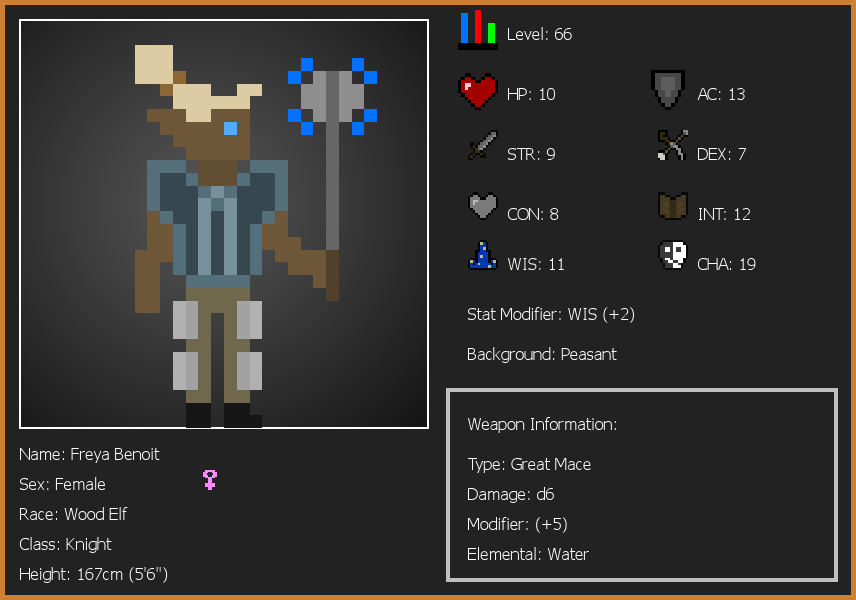 Level: 66
HP: 10
AC: 13
STR: 9
DEX: 7
CON: 8
INT: 12
WIS: 11
CHA: 19
Stat Modifier: WIS (+2)
Background: Peasant
Weapon Information:
Type: Great Mace
Damage: d6
Modifier: (+5)
Elemental: Water
Name: Freya Benoit
Sex: Female
Race: Wood Elf
Class: Knight
Height: 167cm (5'6")